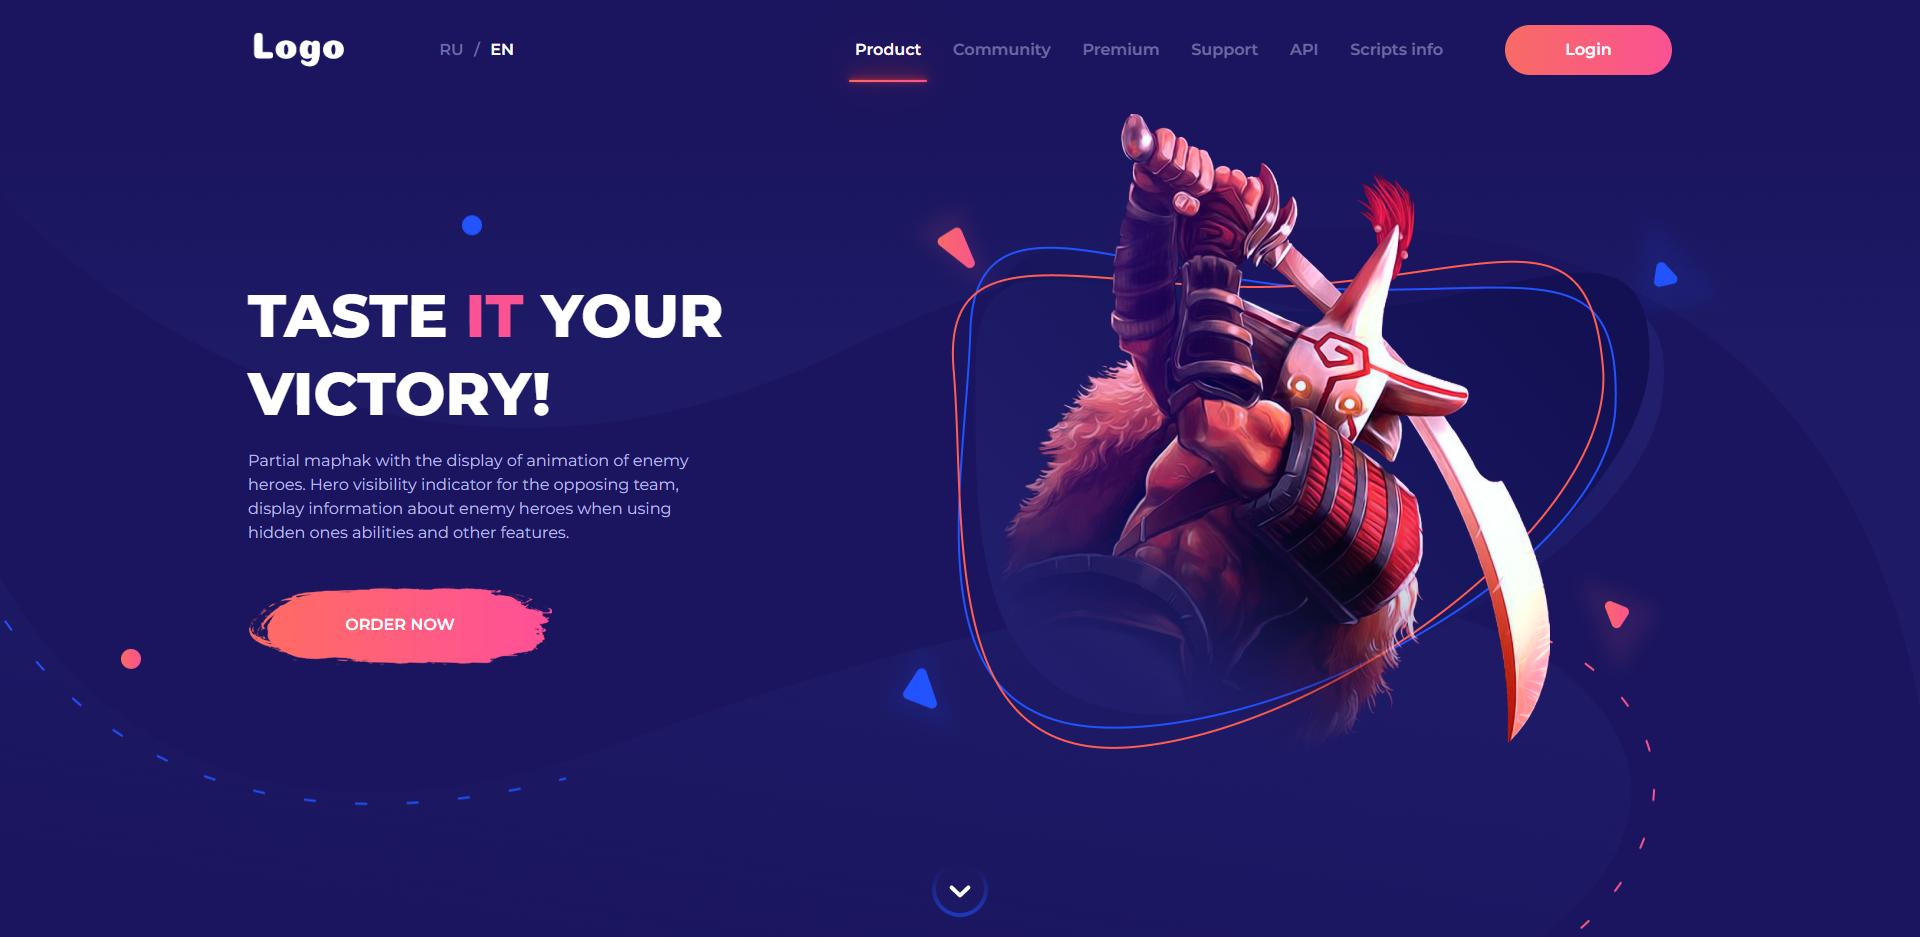 Logo
RU / EN
Product Community Premium Support API Scripts info
Login
TASTE IT YOUR
VICTORY!
Partial maphak with the display of animation of enemy
heroes. Hero visibility indicator for the opposing team,
display information about enemy heroes when using
hidden ones abilities and other features.
ORDER NOW